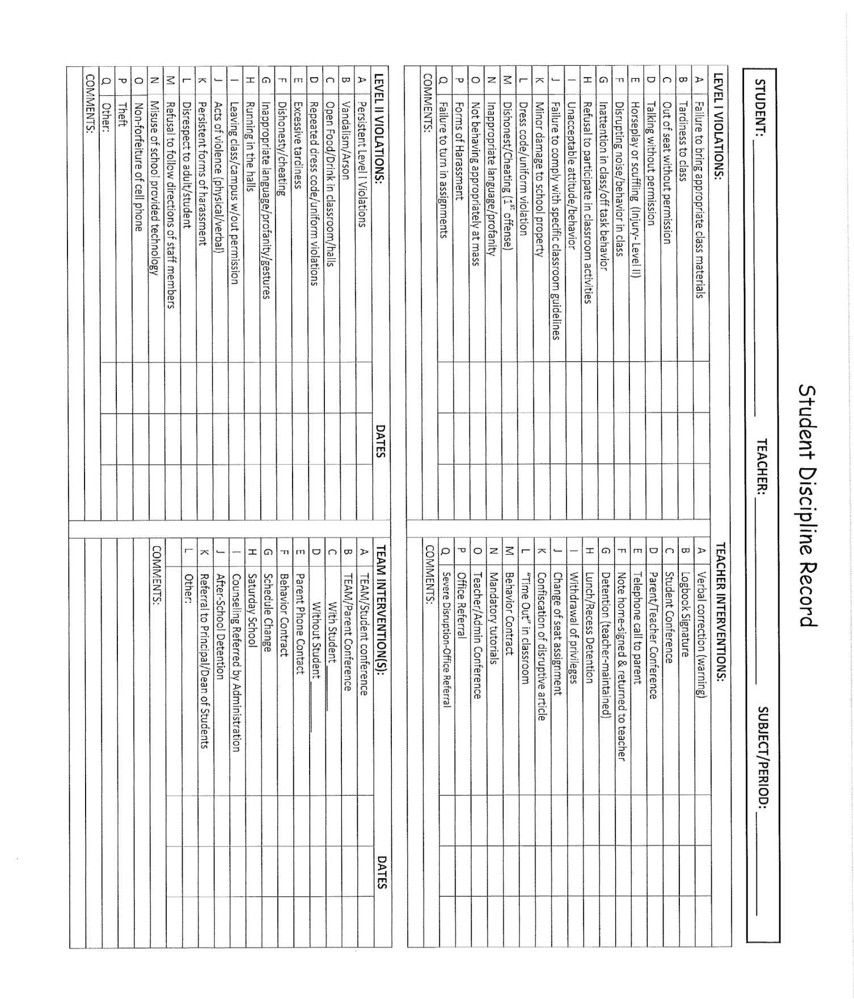 Student Discipline Record
STUDENT: TEACHER: SUBJECT/PERIOD:
LEVEL I VIOLATIONS:
A Failure to bring appropriate class materials
B Tardiness to class
C Out of seat without permission
D Talking without permission
E Horseplay or scuffling (Injury- Level II)
F Disrupting noise/behavior in class
G Inattention in class/off task behavior
H Refusal to participate in classroom activities
I Unacceptable attitude/behavior
J Failure to comply with specific classroom guidelines
K Minor damage to school property
L Dress code/uniform violation
M Dishonest/Cheating (1st offense)
N Inappropriate language/profanity
O Not behaving appropriately at mass
P Forms of Harassment
Q Failure to turn in assignments
COMMENTS:
TEACHER INTERVENTIONS:
A Verbal correction (warning)
B Logbook Signature
C Student Conference
D Parent/Teacher Conference
E Telephone call to parent
F Note home-signed & returned to teacher
G Detention (teacher-maintained)
H Lunch/Recess Detention
I Withdrawal of privileges
J Change of seat assignment
K Confiscation of disruptive article
L "Time Out" in classroom
M Behavior Contract
N Mandatory tutorials
O Teacher/Admin Conference
P Office Referral
Q Severe Disruption-Office Referral
COMMENTS:
LEVEL II VIOLATIONS: DATES
A Persistent Level I Violations
B Vandalism/Arson
C Open Food/Drink in classroom/halls
D Repeated dress code/uniform violations
E Excessive tardiness
F Dishonesty/cheating
G Inappropriate language/profanity/gestures
H Running in the halls
I Leaving class/campus w/out permission
J Acts of violence (physical/verbal)
K Persistent forms of harassment
L Disrespect to adult/student
M Refusal to follow directions of staff members
N Misuse of school provided technology
O Non-forfeiture of cell phone
P Theft
Q Other:
COMMENTS:
TEAM INTERVENTION(S): DATES
A TEAM/Student conference
B TEAM/Parent Conference
C With Student
D Without Student
E Parent Phone Contact
F Behavior Contract
G Schedule Change
H Saturday School
I Counseling Referred by Administration
J After-School Detention
K Referral to Principal/Dean of Students
L Other:
COMMENTS: